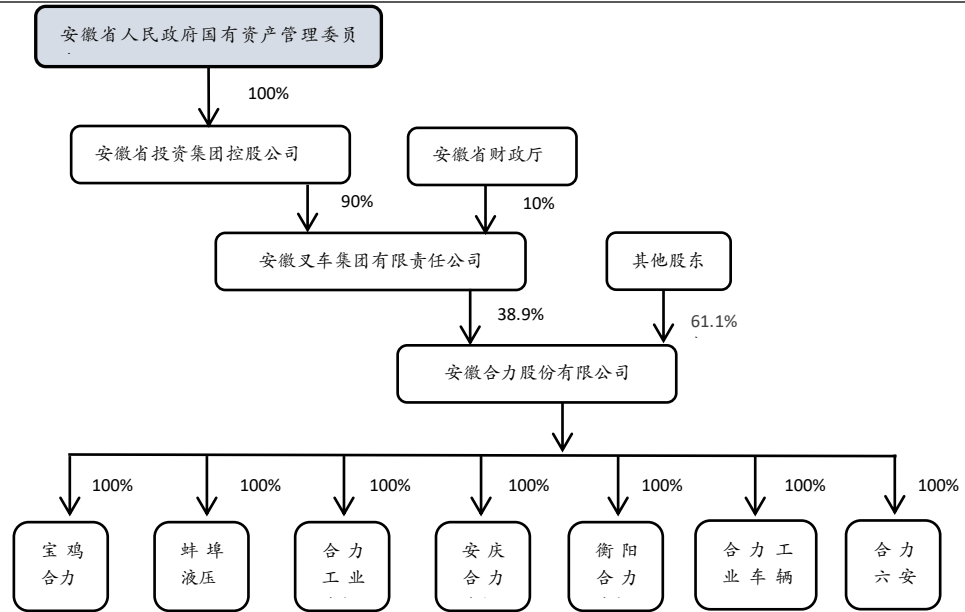 安徽省人民政府国有资产管理委员
100%
安徽省投资集团控股公司
安徽省财政厅
90%
10%
安徽叉车集团有限责任公司
其他股东
38.9%
61.1%
安徽合力股份有限公司
100%
100%
100%
100%
100%
100%
100%
宝鸡
合力
蚌埠
液压
合力
工业
安庆
合力
衡阳
合力
合力工
业车辆
合力
六安